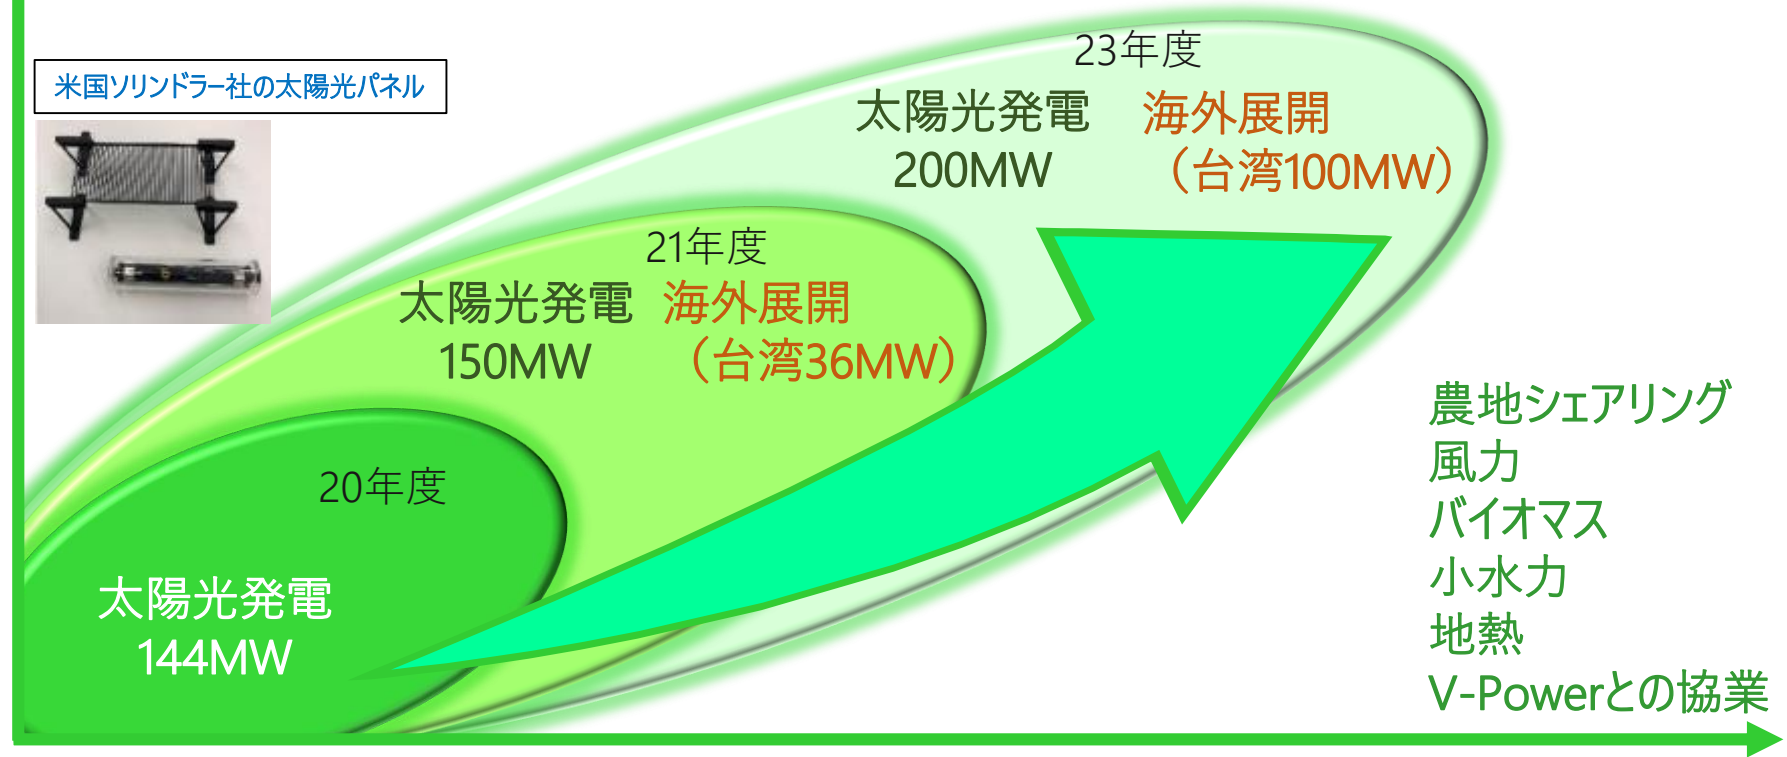 米国ソリンドラー社の太陽光パネル
23年度
太陽光発電 海外展開
200MW （台湾100MW）
21年度
太陽光発電 海外展開
150MW （台湾36MW）
20年度
太陽光発電
144MW
農地シェアリング
風力
バイオマス
小水力
地熱
V-Powerとの協業